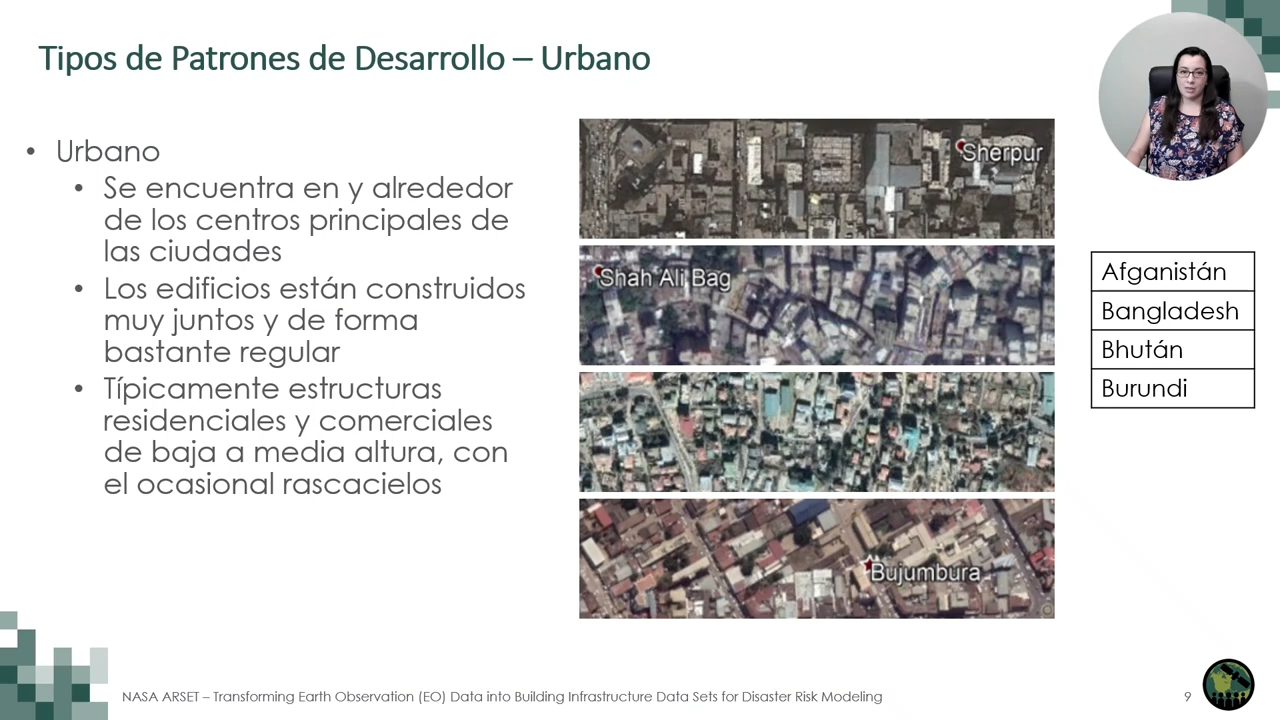 Tipos de Patrones de Desarrollo – Urbano
• Urbano
• Se encuentra en y alrededor
de los centros principales de
las ciudades
• Los edificios están construidos
muy juntos y de forma
bastante regular
• Típicamente estructuras
residenciales y comerciales
de baja a media altura, con
el ocasional rascacielos
Sherpur
Shah Ali Bag
Bujumbura
Afganistán
Bangladesh
Bhután
Burundi
NASA ARSET – Transforming Earth Observation (EO) Data into Building Infrastructure Data Sets for Disaster Risk Modeling
9